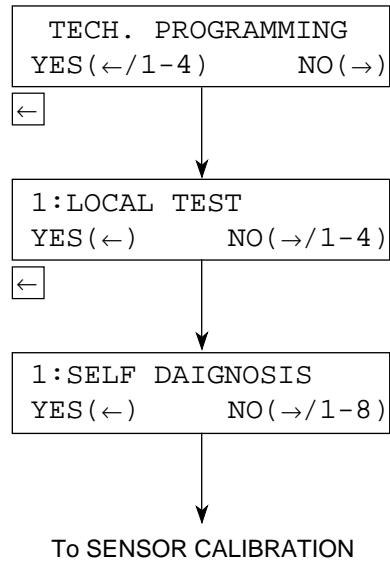 TECH. PROGRAMMING
YES(←/1-4) NO(→)
←
1:LOCAL TEST
YES(←) NO(→/1-4)
←
1:SELF DAIGNOSIS
YES(←) NO(→/1-8)
To SENSOR CALIBRATION